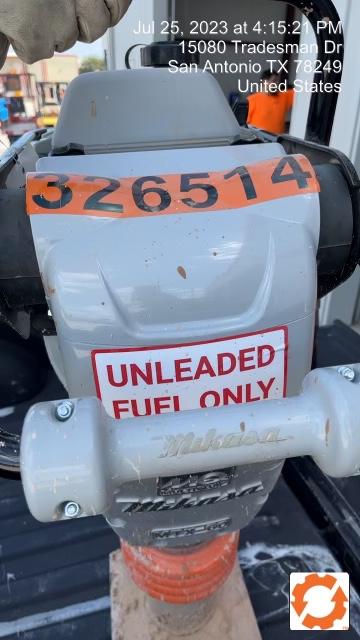 Jul 25, 2023 at 4:15:21 PM
15080 Tradesman Dr
San Antonio TX 78249
United States
326514
UNLEADED
FUEL ONLY
Mikasa
Mikasa